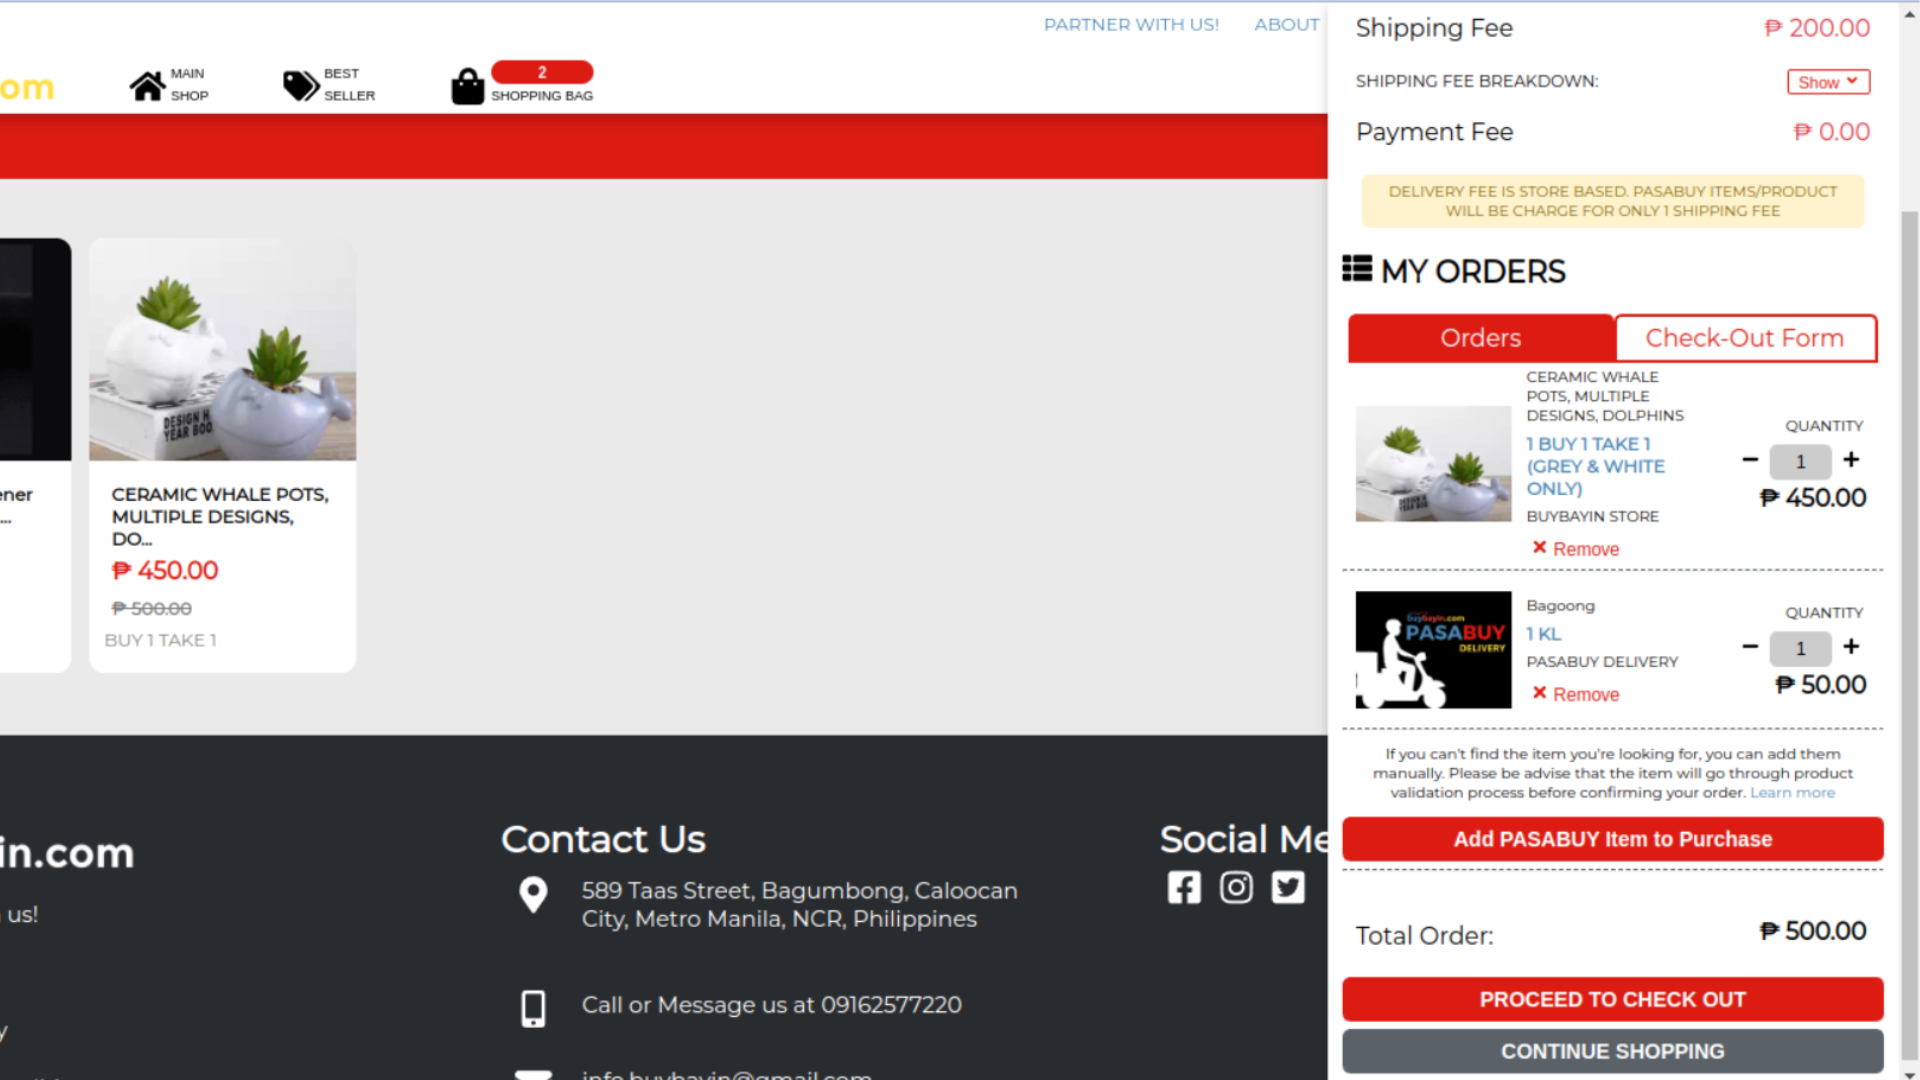 PARTNER WITH US!
ABOUT
om
MAIN
SHOP
BEST
SELLER
2
SHOPPING BAG
ener
...
DESIGN
YEAR BOO
CERAMIC WHALE POTS,
MULTIPLE DESIGNS,
DO...
₱ 450.00
₱ 500.00
BUY 1 TAKE 1
in.com
us!
y
Contact Us
589 Taas Street, Bagumbong, Caloocan
City, Metro Manila, NCR, Philippines
Call or Message us at 09162577220
info.buybayin@gmail.com
Social Me
Shipping Fee
₱ 200.00
SHIPPING FEE BREAKDOWN:
Show
Payment Fee
₱ 0.00
DELIVERY FEE IS STORE BASED. PASABUY ITEMS/PRODUCT
WILL BE CHARGE FOR ONLY 1 SHIPPING FEE
MY ORDERS
Orders
Check-Out Form
CERAMIC WHALE
POTS, MULTIPLE
DESIGNS, DOLPHINS
1 BUY 1 TAKE 1
(GREY & WHITE
ONLY)
BUYBAYIN STORE
Remove
QUANTITY
- 1 +
₱ 450.00
buybayin.com
PASABUY
DELIVERY
Bagoong
1 KL
PASABUY DELIVERY
Remove
QUANTITY
- 1 +
₱ 50.00
If you can't find the item you're looking for, you can add them
manually. Please be advise that the item will go through product
validation process before confirming your order. Learn more
Add PASABUY Item to Purchase
Total Order:
₱ 500.00
PROCEED TO CHECK OUT
CONTINUE SHOPPING